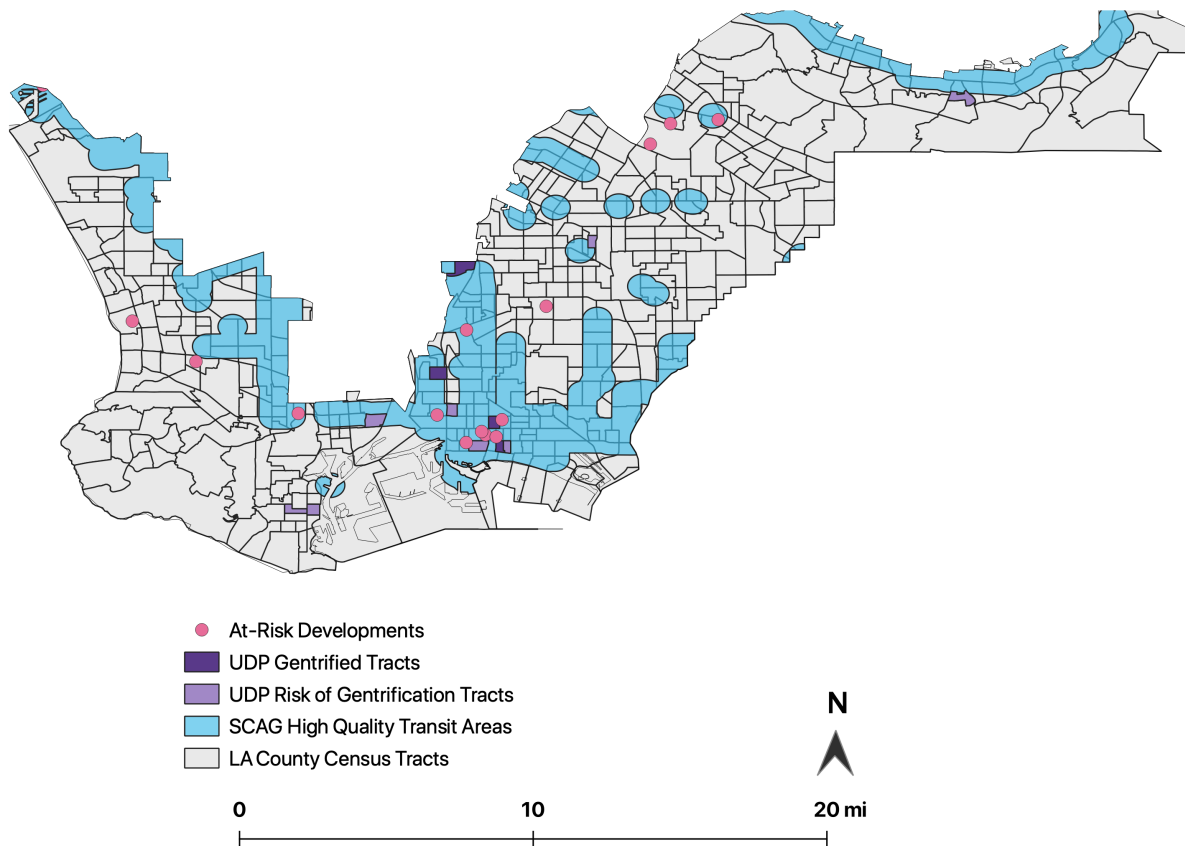 At-Risk Developments
UDP Gentrified Tracts
UDP Risk of Gentrification Tracts
SCAG High Quality Transit Areas
LA County Census Tracts
N
0 10 20 mi